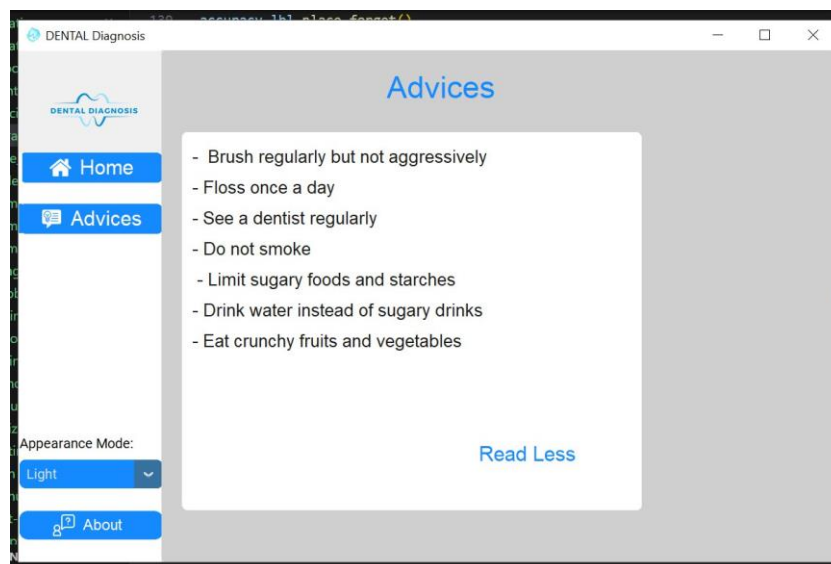 139 accuracy_lbl.place_forget()
DENTAL Diagnosis
DENTAL DIAGNOSIS
Home
Advices
Appearance Mode:
Light
About
Advices
- Brush regularly but not aggressively
- Floss once a day
- See a dentist regularly
- Do not smoke
- Limit sugary foods and starches
- Drink water instead of sugary drinks
- Eat crunchy fruits and vegetables
Read Less